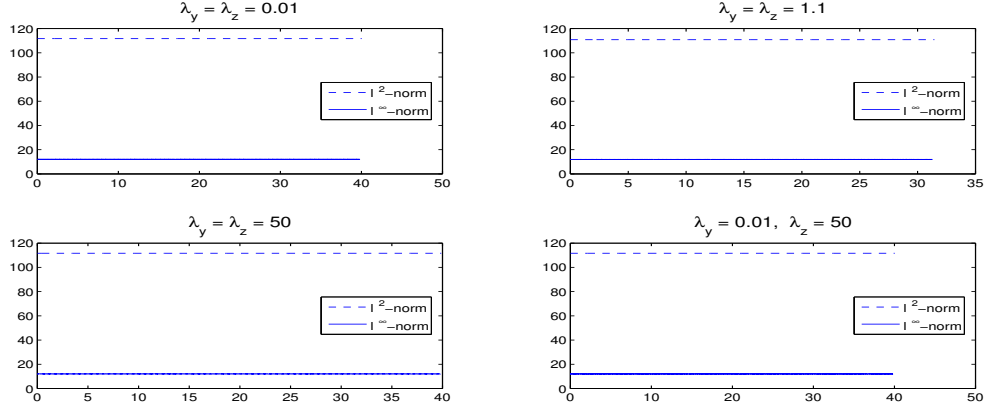 λy = λz = 0.01
120
100
80
60
40
20
0
0 10 20 30 40 50
l ²−norm
l ∞−norm
λy = λz = 1.1
120
100
80
60
40
20
0
0 5 10 15 20 25 30 35
l ²−norm
l ∞−norm
λy = λz = 50
120
100
80
60
40
20
0
0 5 10 15 20 25 30 35 40
l ²−norm
l ∞−norm
λy = 0.01, λz = 50
120
100
80
60
40
20
0
0 10 20 30 40 50
l ²−norm
l ∞−norm